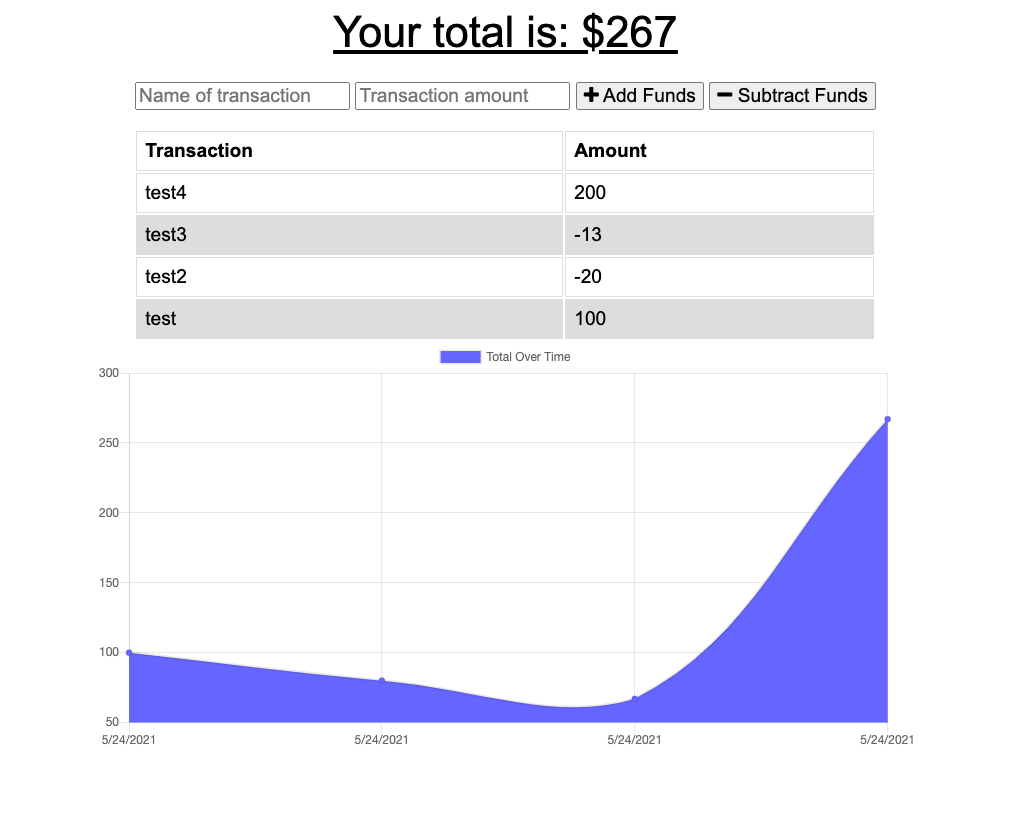 Your total is: $267
Name of transaction Transaction amount Add Funds Subtract Funds
Transaction Amount
test4 200
test3 -13
test2 -20
test 100
Total Over Time
300
250
200
150
100
50
5/24/2021 5/24/2021 5/24/2021 5/24/2021